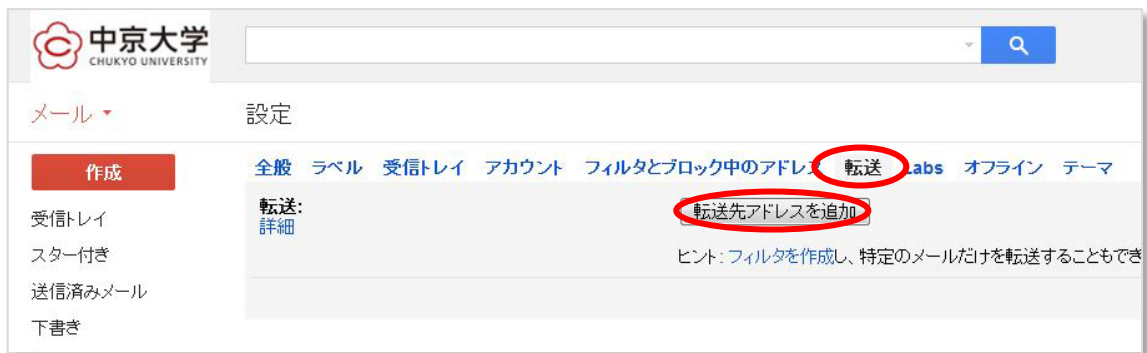 中京大学
CHUKYO UNIVERSITY
メール
設定
作成
全般 ラベル 受信トレイ アカウント フィルタとブロック中のアドレス 転送 Labs オフライン テーマ
転送:
詳細
転送先アドレスを追加
ヒント: フィルタを作成し、特定のメールだけを転送することもでき
受信トレイ
スター付き
送信済みメール
下書き